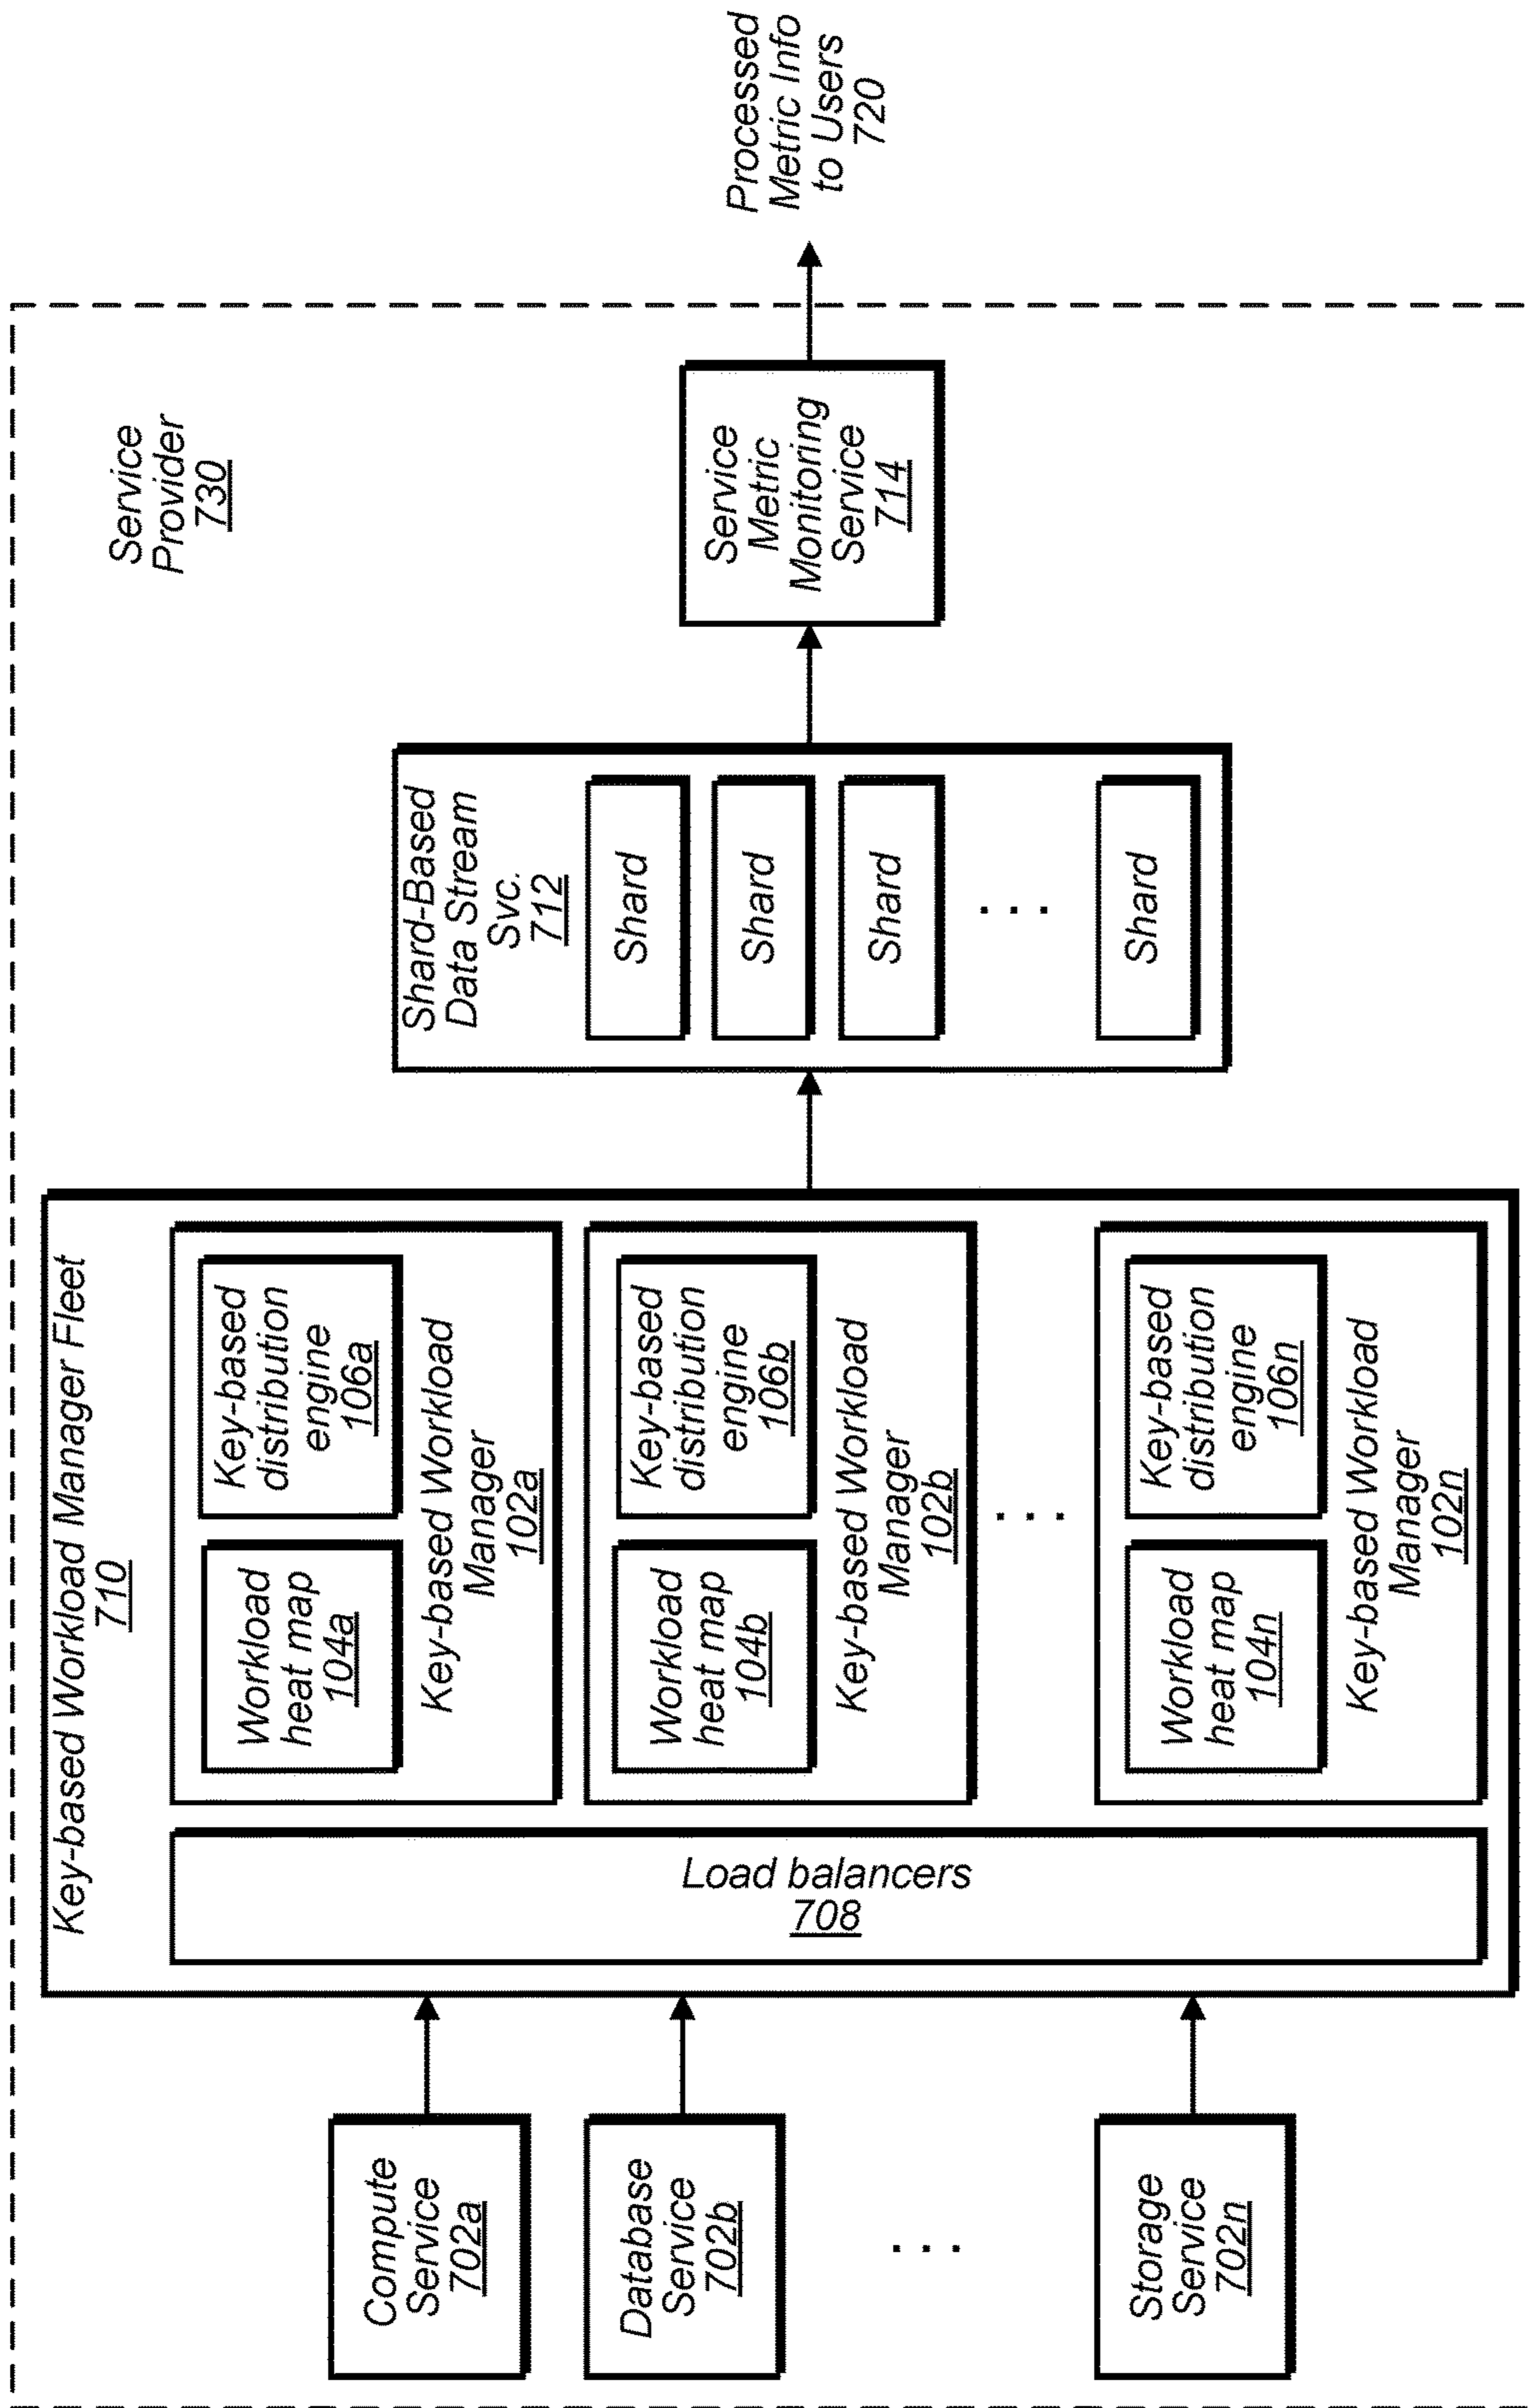 Service
Provider
730
Compute
Service
702a
Database
Service
702b
. . .
Storage
Service
702n
Key-based Workload Manager Fleet
710
Load balancers
708
Workload
heat map
104a
Key-based
distribution
engine
106a
Key-based Workload
Manager
102a
Workload
heat map
104b
Key-based
distribution
engine
106b
Key-based Workload
Manager
102b
. . .
Workload
heat map
104n
Key-based
distribution
engine
106n
Key-based Workload
Manager
102n
Shard-Based
Data Stream
Svc.
712
Shard
Shard
Shard
. . .
Shard
Service
Metric
Monitoring
Service
714
Processed
Metric Info
to Users
720